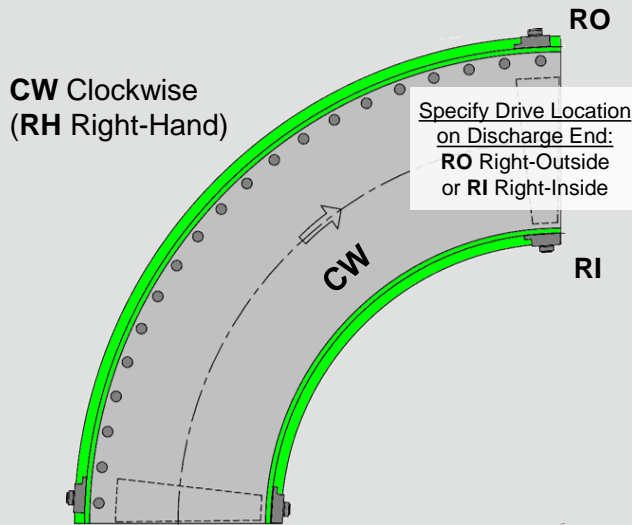 RO
CW Clockwise
(RH Right-Hand)
Specify Drive Location
on Discharge End:
RO Right-Outside
or RI Right-Inside
CW
RI